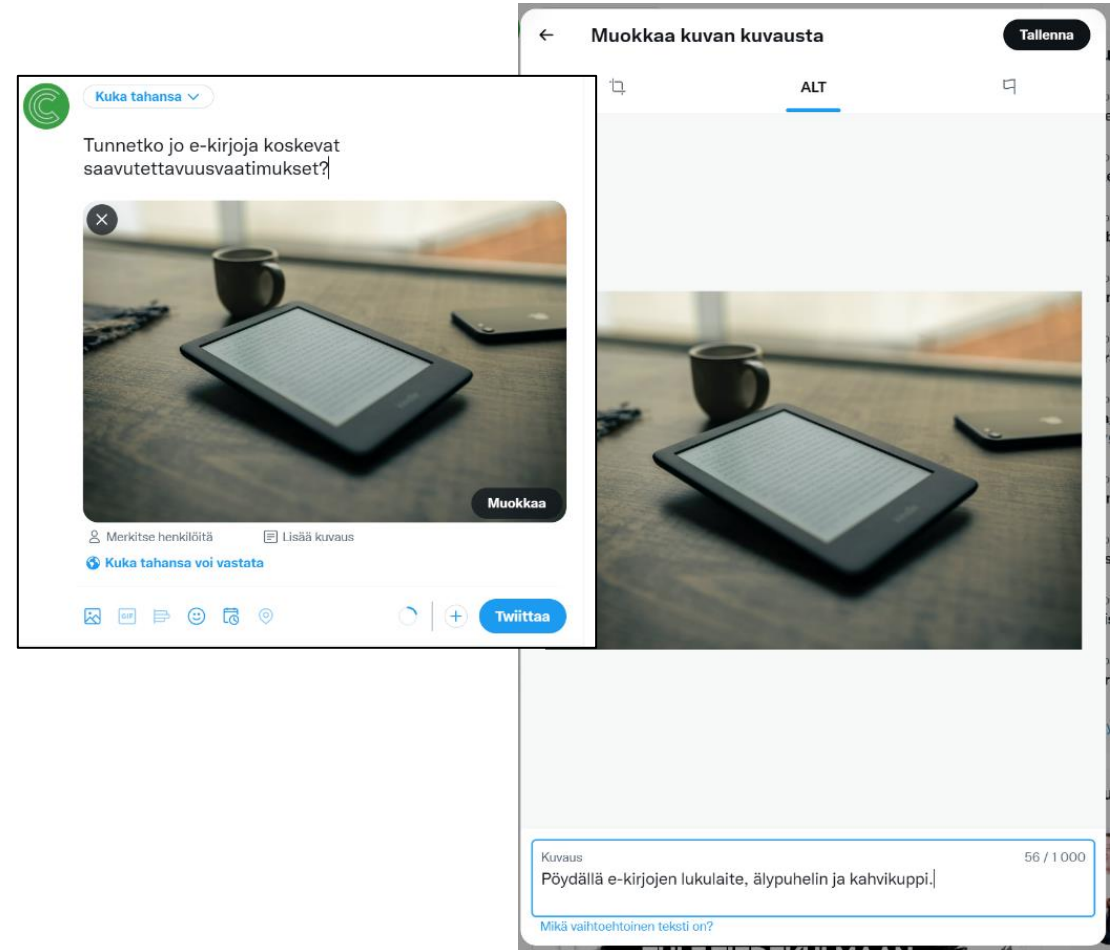 Muokkaa kuvan kuvausta
Tallenna
ALT
Kuka tahansa
Tunnetko jo e-kirjoja koskevat
saavutettavuusvaatimukset?
Muokkaa
Merkitse henkilöitä
Lisää kuvaus
Kuka tahansa voi vastata
GIF
Twiittaa
Kuvaus
56 / 1 000
Pöydällä e-kirjojen lukulaite, älypuhelin ja kahvikuppi.
Mikä vaihtoehtoinen teksti on?